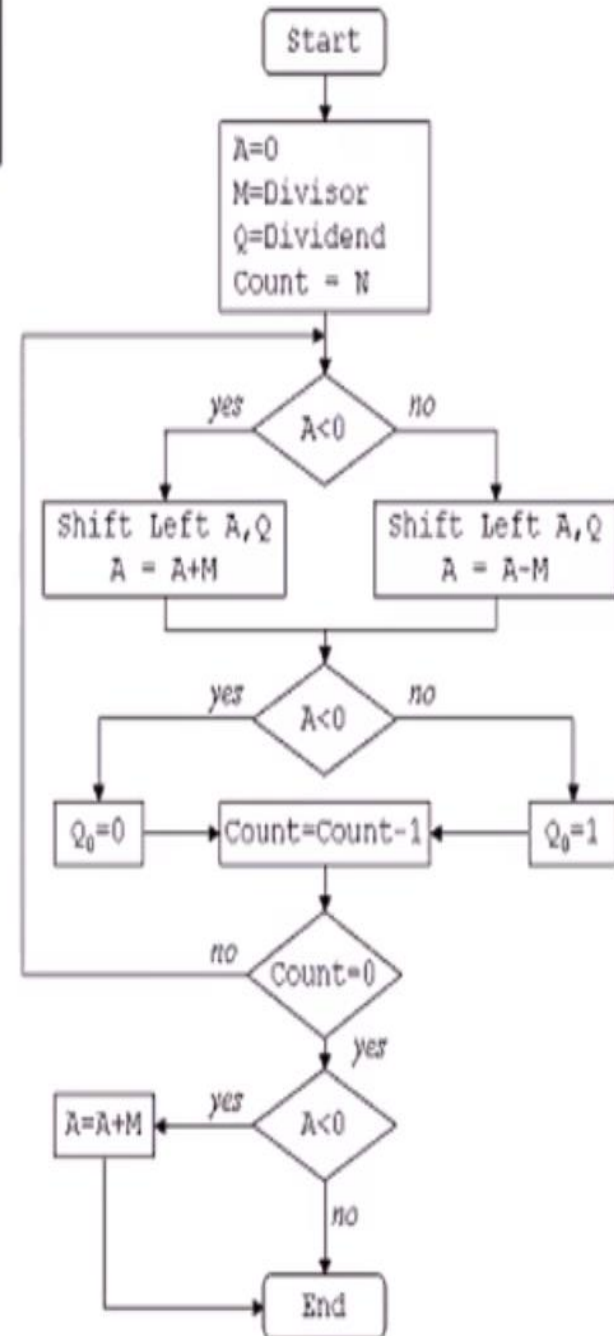 Start
A=0
M=Divisor
Q=Dividend
Count = N
yes
no
A<0
Shift Left A,Q
A = A+M
Shift Left A,Q
A = A-M
yes
no
A<0
Q₀=0
Count=Count-1
Q₀=1
no
Count=0
yes
yes
A=A+M
A<0
no
End